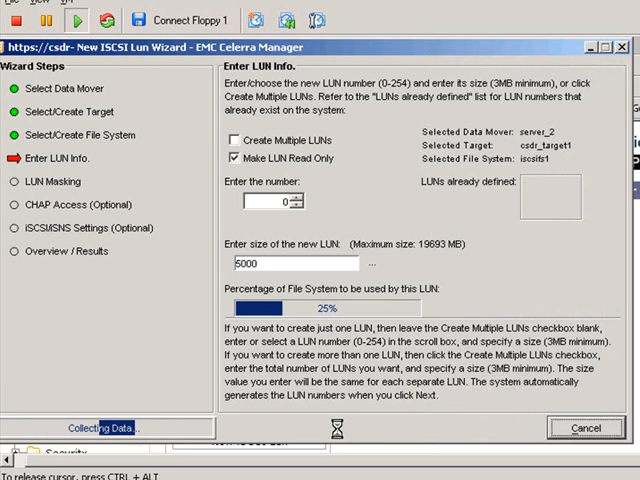 File View VM
Connect Floppy 1
https://csdr- New ISCSI Lun Wizard - EMC Celerra Manager
Wizard Steps
Select Data Mover
Select/Create Target
Select/Create File System
Enter LUN Info.
LUN Masking
CHAP Access (Optional)
iSCSI/iSNS Settings (Optional)
Overview / Results
Collecting Data...
Enter LUN Info.
Enter/choose the new LUN number (0-254) and enter its size (3MB minimum), or click
Create Multiple LUNs. Refer to the "LUNs already defined" list for LUN numbers that
already exist on the system:
Create Multiple LUNs
Make LUN Read Only
Selected Data Mover: server_2
Selected Target: csdr_target1
Selected File System: iscsifs1
Enter the number:
LUNs already defined:
0
Enter size of the new LUN: (Maximum size: 19693 MB)
5000
...
Percentage of File System to be used by this LUN:
25%
If you want to create just one LUN, then leave the Create Multiple LUNs checkbox blank,
enter or select a LUN number (0-254) in the scroll box, and specify a size (3MB minimum).
If you want to create more than one LUN, then click the Create Multiple LUNs checkbox,
enter the total number of LUNs you want, and specify a size (3MB minimum). The size
value you enter will be the same for each separate LUN. The system automatically
generates the LUN numbers when you click Next.
Cancel
Security
To release cursor, press CTRL + ALT